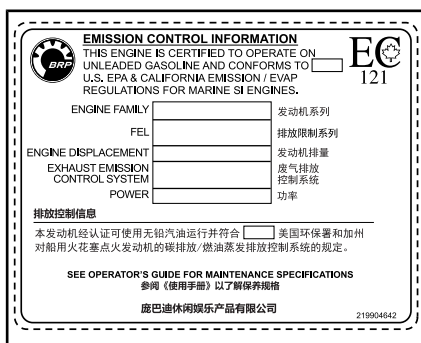 EMISSION CONTROL INFORMATION
THIS ENGINE IS CERTIFIED TO OPERATE ON
UNLEADED GASOLINE AND CONFORMS TO
U.S. EPA & CALIFORNIA EMISSION / EVAP
REGULATIONS FOR MARINE SI ENGINES.
BRP
EC
121
ENGINE FAMILY 发动机系列
FEL 排放限制系列
ENGINE DISPLACEMENT 发动机排量
EXHAUST EMISSION 废气排放
CONTROL SYSTEM 控制系统
POWER 功率
排放控制信息
本发动机经认证可使用无铅汽油运行并符合 美国环保署和加州
对船用火花塞点火发动机的碳排放/燃油蒸发排放控制系统的规定。
SEE OPERATOR'S GUIDE FOR MAINTENANCE SPECIFICATIONS
参阅《使用手册》以了解保养规格
庞巴迪休闲娱乐产品有限公司
219904642